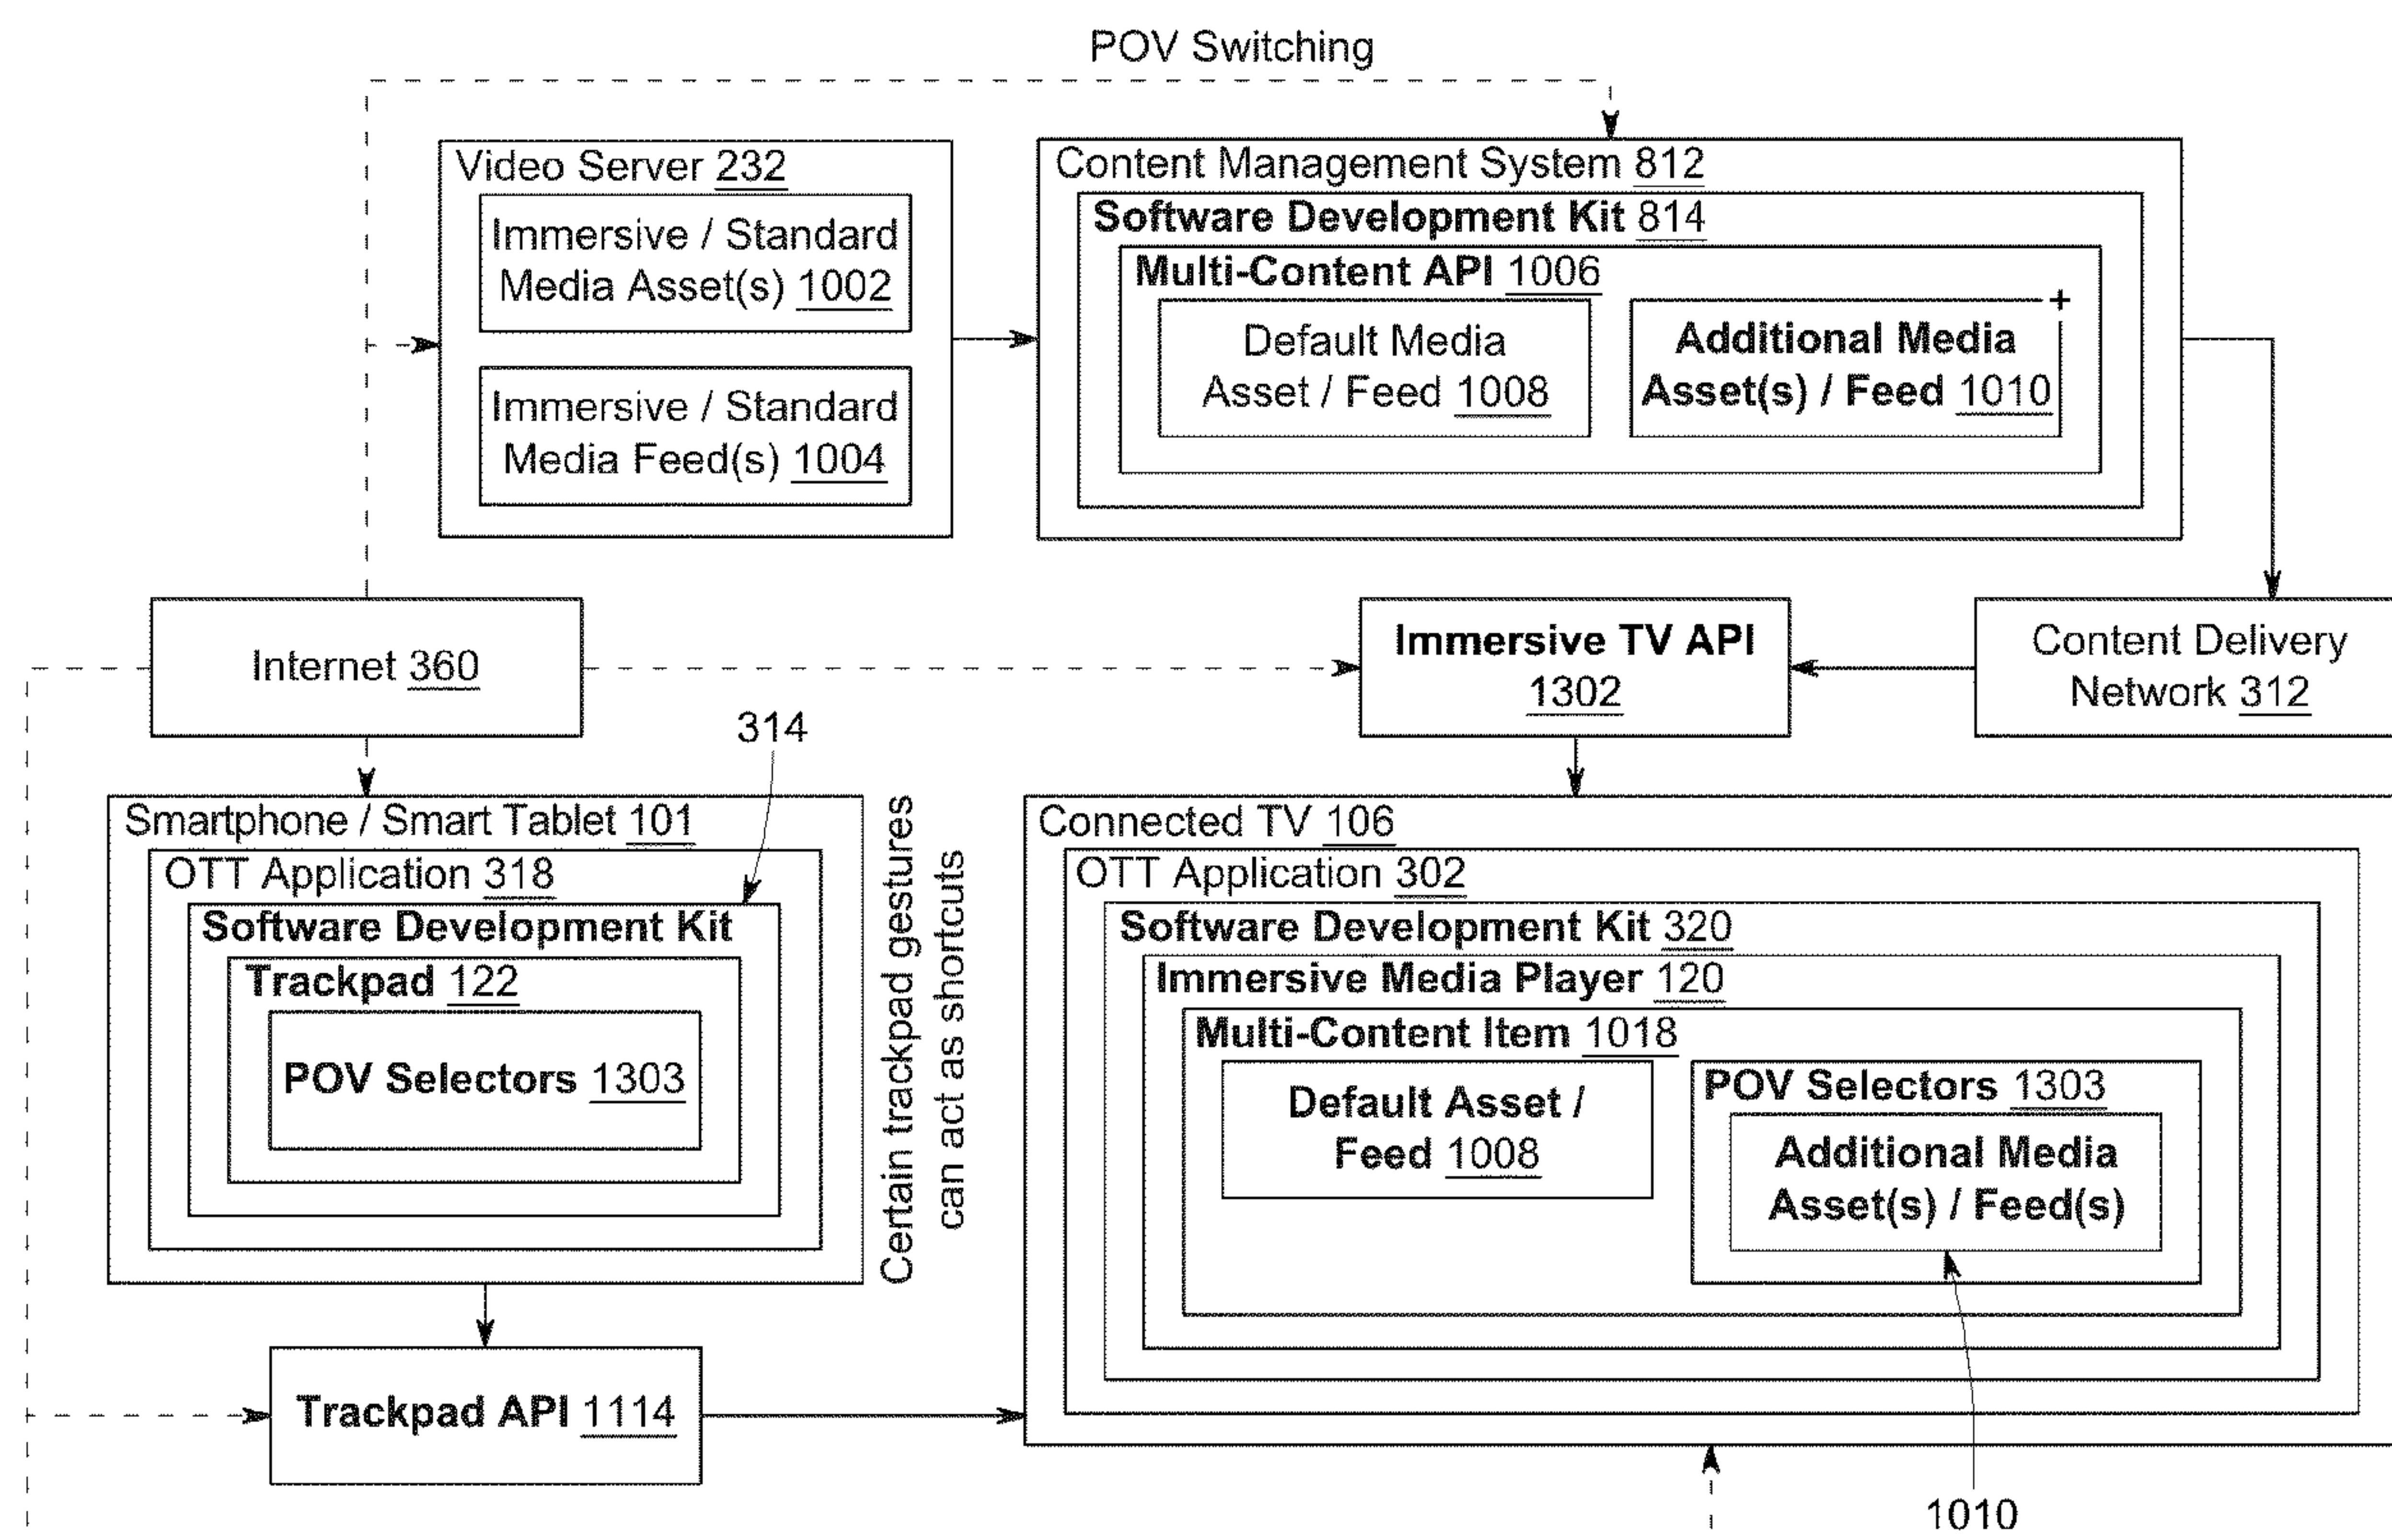 POV Switching
Video Server 232
Immersive / Standard
Media Asset(s) 1002
Immersive / Standard
Media Feed(s) 1004
Content Management System 812
Software Development Kit 814
Multi-Content API 1006
Default Media
Asset / Feed 1008
+
Additional Media
Asset(s) / Feed 1010
Internet 360
Immersive TV API
1302
Content Delivery
Network 312
314
Smartphone / Smart Tablet 101
OTT Application 318
Software Development Kit
Trackpad 122
POV Selectors 1303
Certain trackpad gestures
can act as shortcuts
Connected TV 106
OTT Application 302
Software Development Kit 320
Immersive Media Player 120
Multi-Content Item 1018
Default Asset /
Feed 1008
POV Selectors 1303
Additional Media
Asset(s) / Feed(s)
Trackpad API 1114
1010